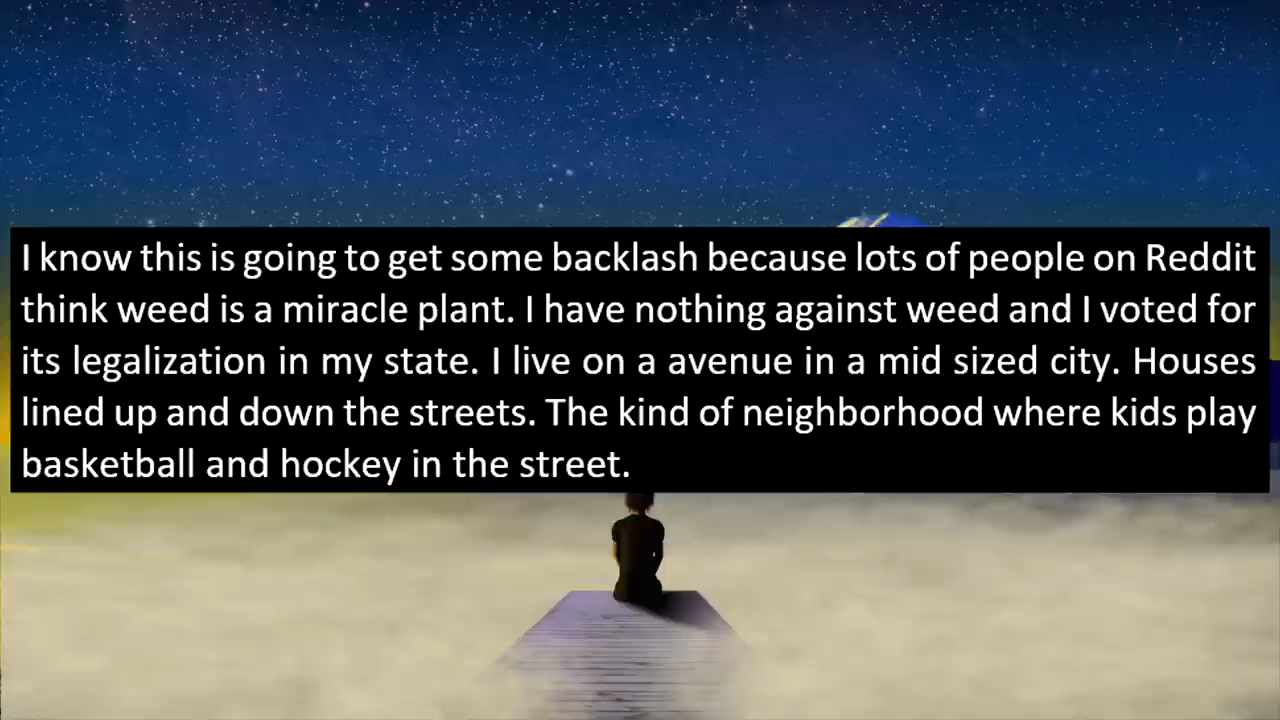 I know this is going to get some backlash because lots of people on Reddit
think weed is a miracle plant. I have nothing against weed and I voted for
its legalization in my state. I live on a avenue in a mid sized city. Houses
lined up and down the streets. The kind of neighborhood where kids play
basketball and hockey in the street.